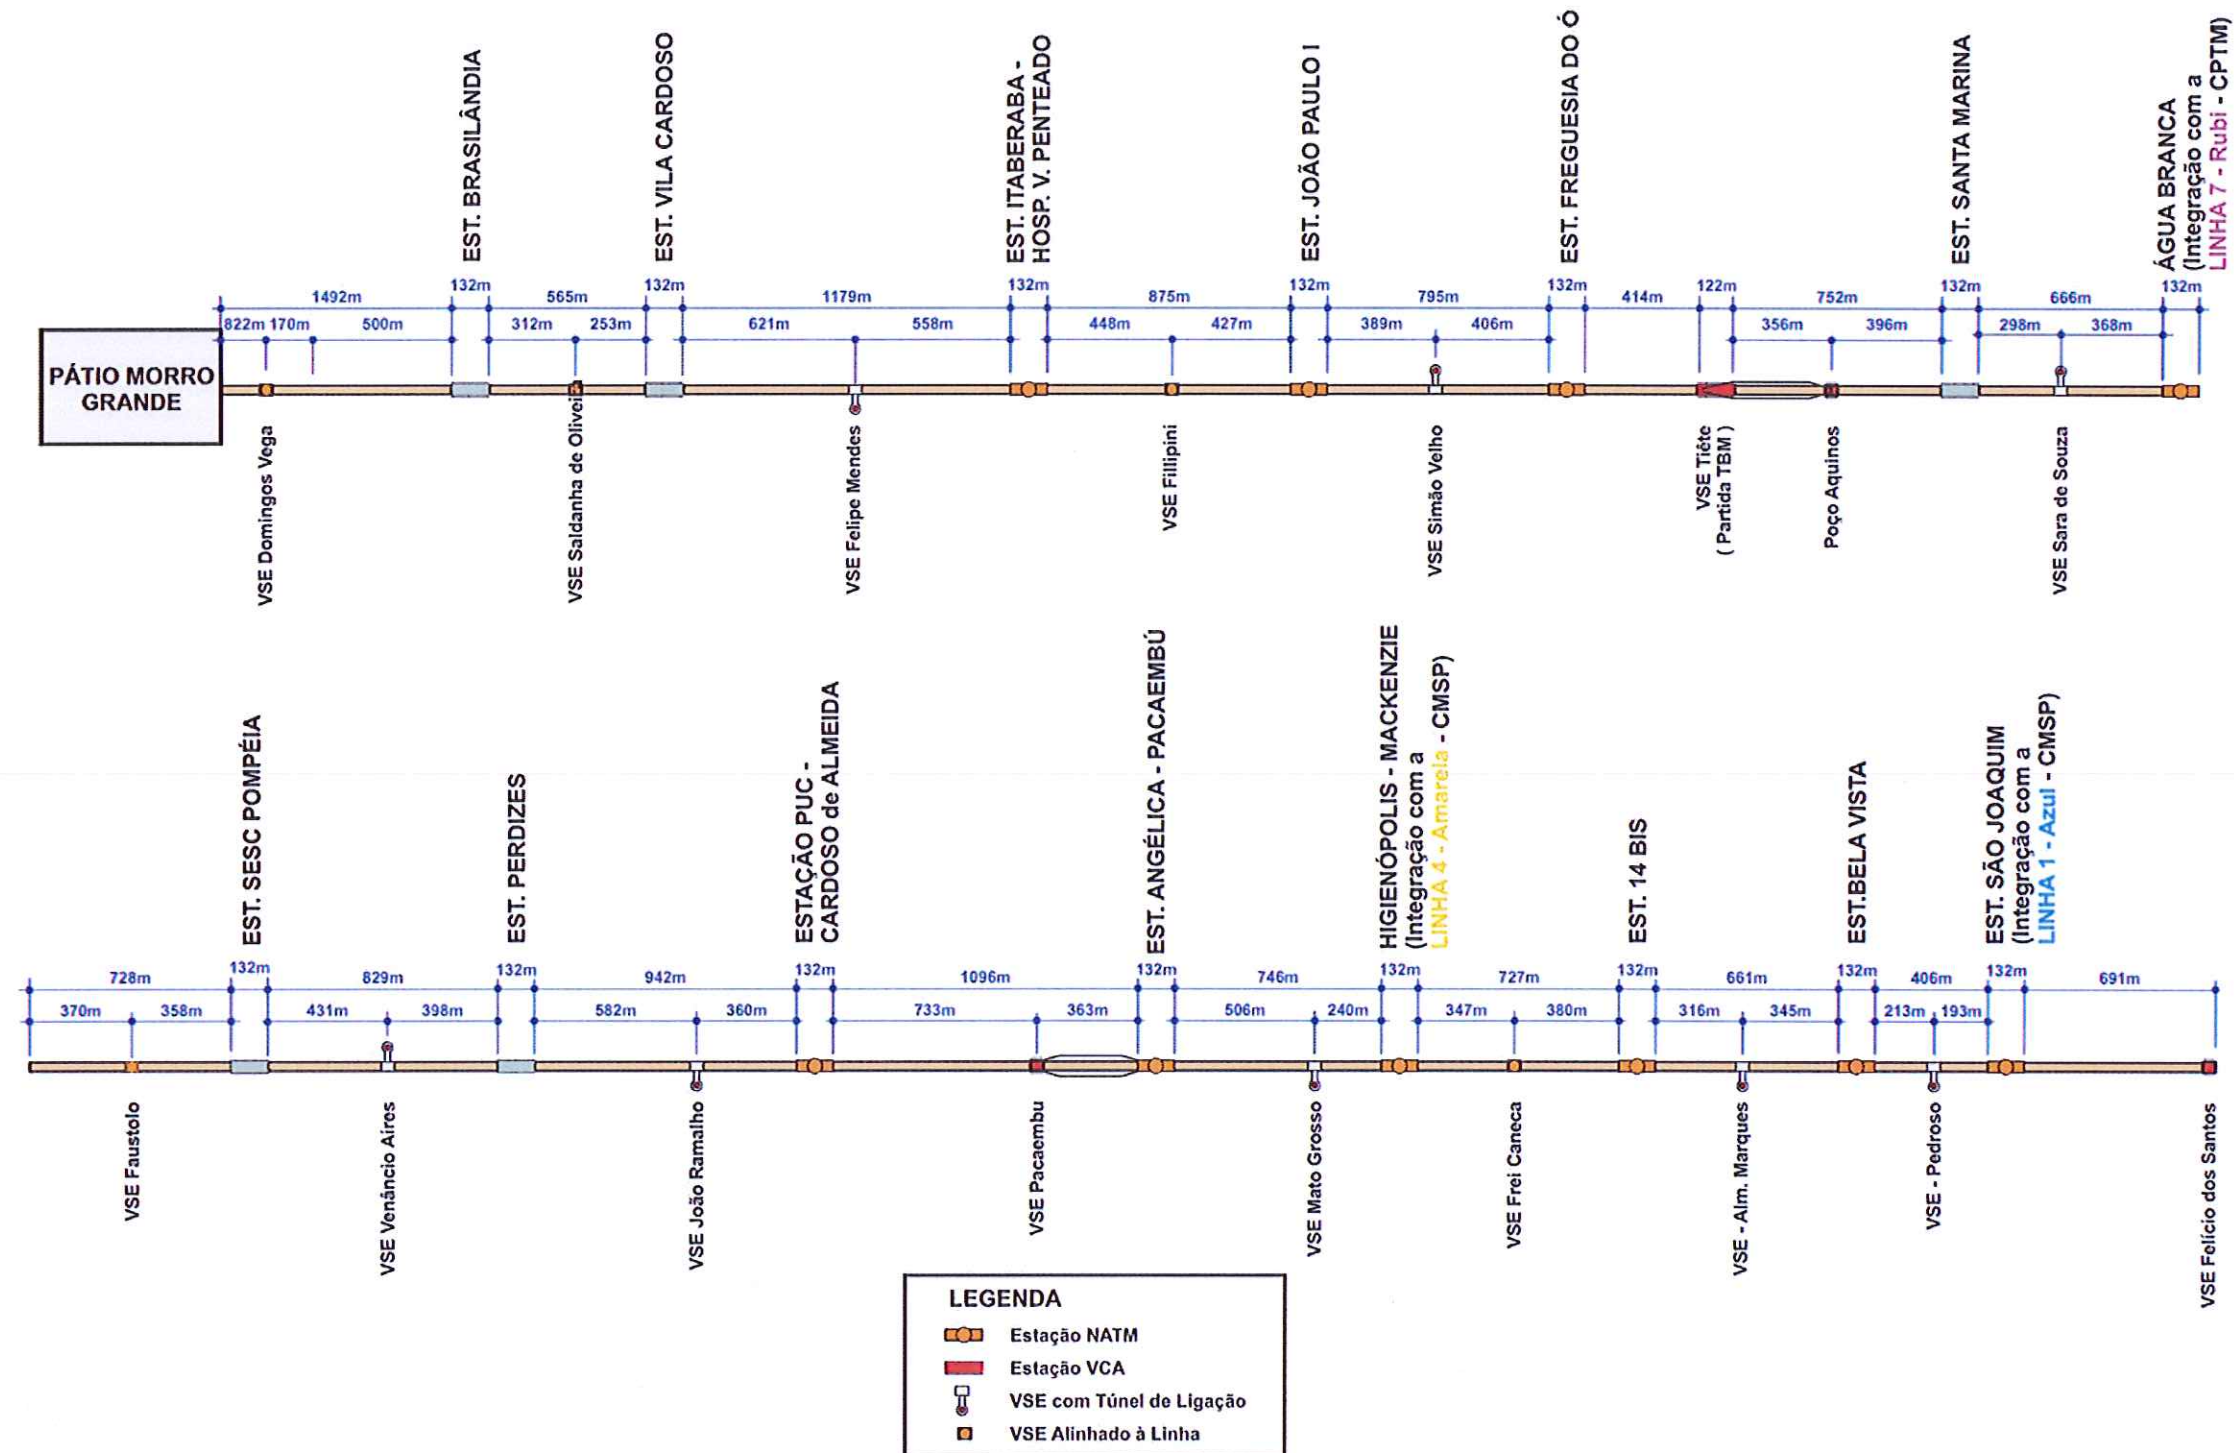 EST. BRASILÂNDIA
EST. VILA CARDOSO
EST. ITABERABA -
HOSP. V. PENTEADO
EST. JOÃO PAULO I
EST. FREGUESIA DO Ó
EST. SANTA MARINA
ÁGUA BRANCA
(Integração com a
LINHA 7 - Rubi - CPTM)
1492m
132m
565m
132m
1179m
132m
875m
132m
795m
132m
414m
122m
752m
132m
666m
132m
822m
170m
500m
312m
253m
621m
558m
448m
427m
389m
406m
356m
396m
298m
368m
PÁTIO MORRO
GRANDE
VSE Domingos Vega
VSE Saldanha de Olivei
VSE Felipe Mendes
VSE Fillipini
VSE Simão Velho
VSE Tiête
( Partida TBM )
Poço Aquinos
VSE Sara de Souza
EST. SESC POMPÉIA
EST. PERDIZES
ESTAÇÃO PUC -
CARDOSO de ALMEIDA
EST. ANGÉLICA - PACAEMBÚ
HIGIENÓPOLIS - MACKENZIE
(Integração com a
LINHA 4 - Amarela - CMSP)
EST. 14 BIS
EST.BELA VISTA
EST. SÃO JOAQUIM
(Integração com a
LINHA 1 - Azul - CMSP)
728m
132m
829m
132m
942m
132m
1096m
132m
746m
132m
727m
132m
661m
132m
406m
132m
691m
370m
358m
431m
398m
582m
360m
733m
363m
506m
240m
347m
380m
316m
345m
213m
193m
VSE Faustolo
VSE Venâncio Aires
VSE João Ramalho
VSE Pacaembu
VSE Mato Grosso
VSE Frei Caneca
VSE - Alm. Marques
VSE - Pedroso
VSE Felício dos Santos
LEGENDA
Estação NATM
Estação VCA
VSE com Túnel de Ligação
VSE Alinhado à Linha